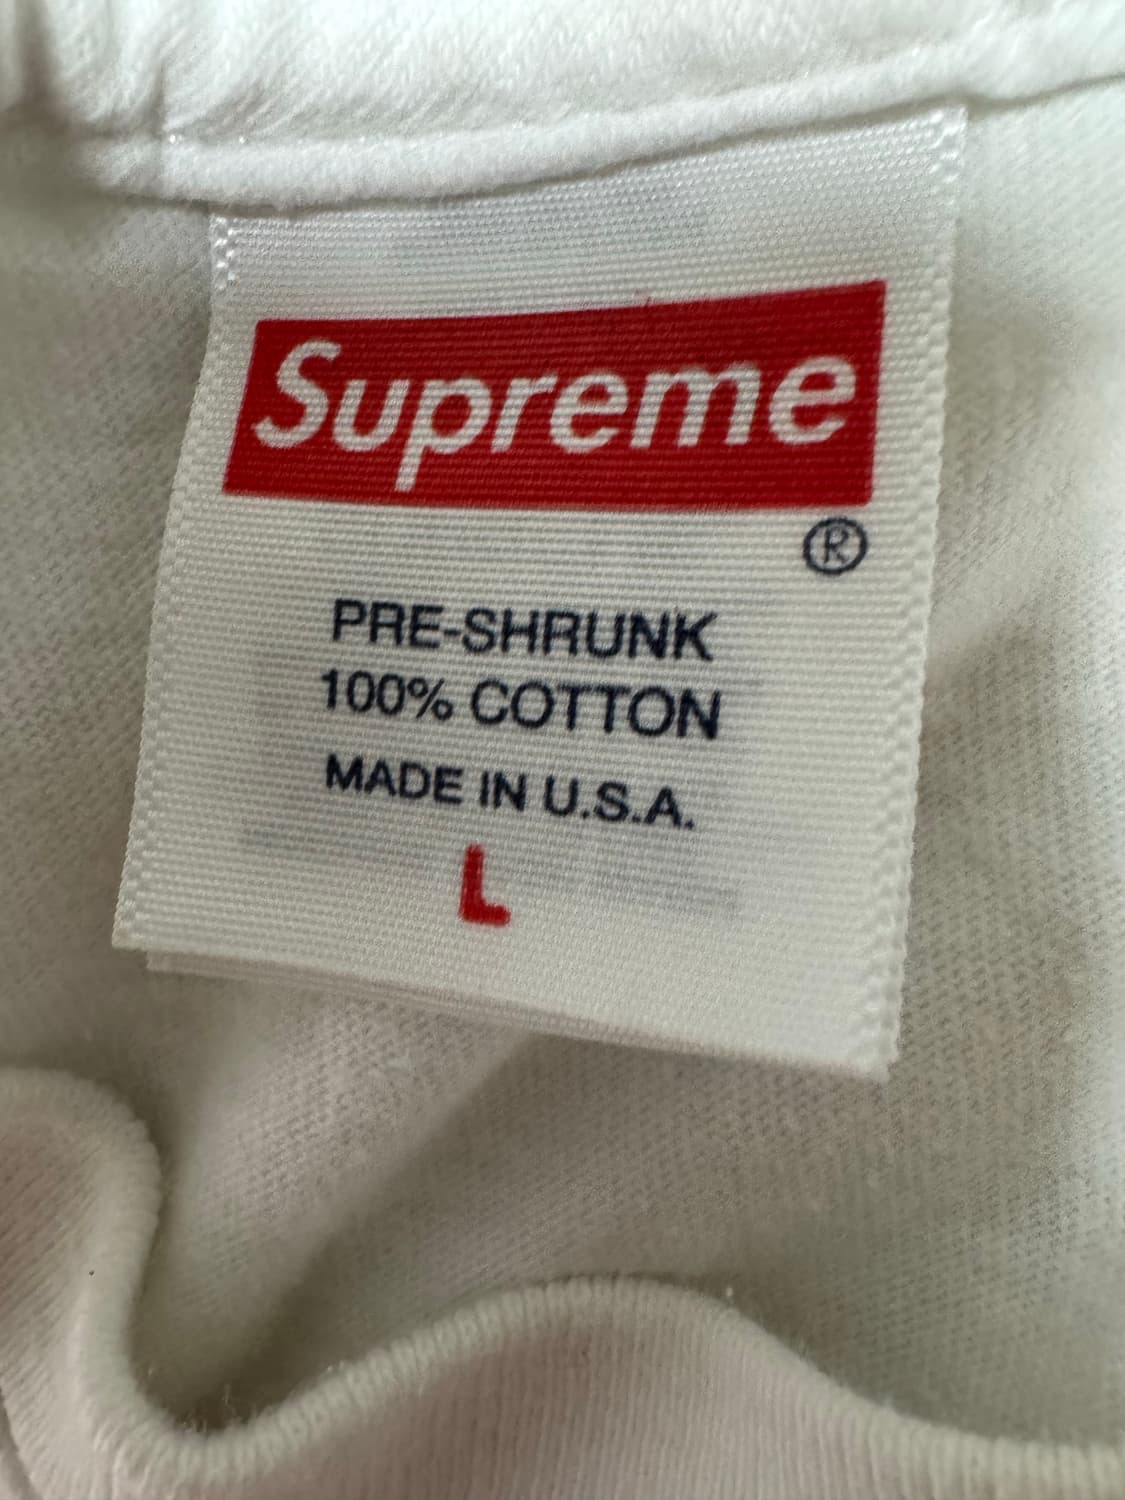 Supreme
®
PRE-SHRUNK
100% COTTON
MADE IN U.S.A.
L